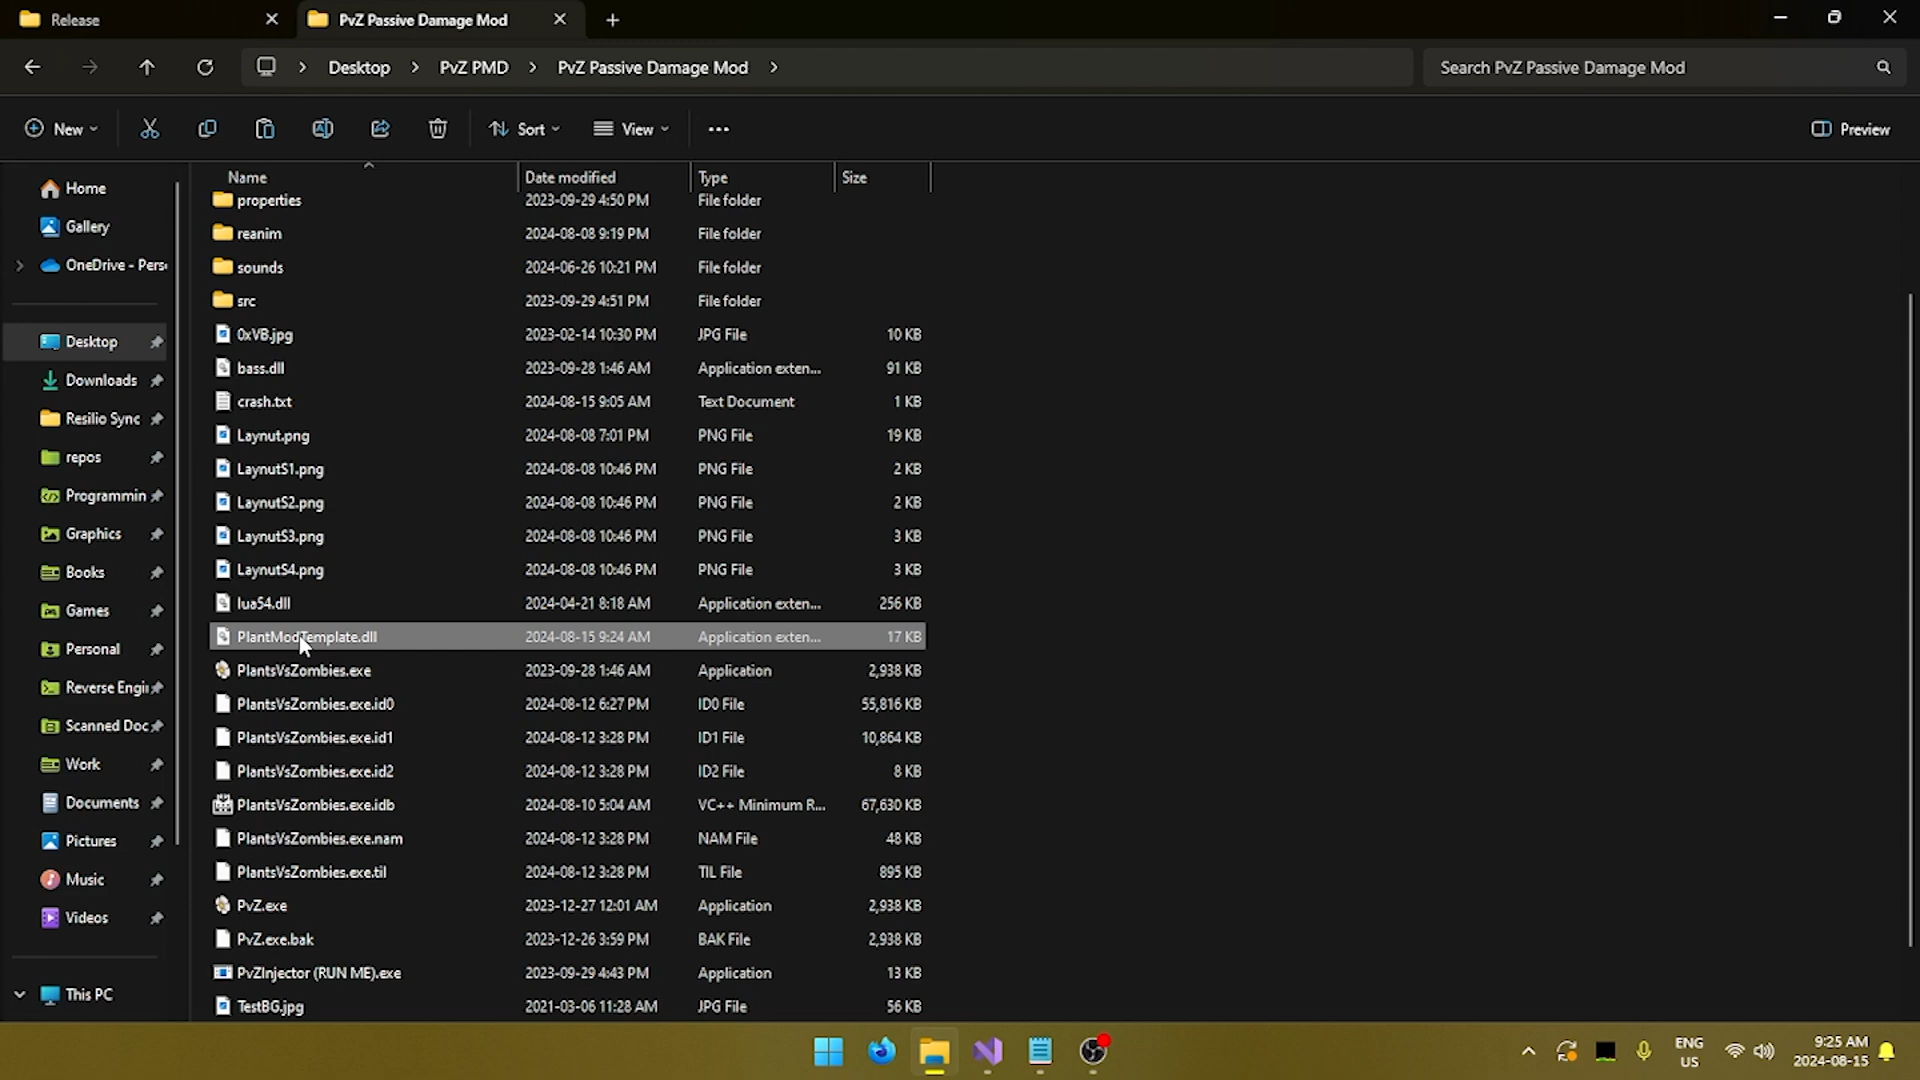 Release
PvZ Passive Damage Mod
Desktop
PvZ PMD
PvZ Passive Damage Mod
Search PvZ Passive Damage Mod
New
Sort
View
Preview
Home
Gallery
OneDrive - Pers
Desktop
Downloads
Resilio Sync
repos
Programmin
Graphics
Books
Games
Personal
Reverse Engi
Scanned Doc
Work
Documents
Pictures
Music
Videos
This PC
Name Date modified Type Size
properties 2023-09-29 4:50 PM File folder
reanim 2024-08-08 9:19 PM File folder
sounds 2024-06-26 10:21 PM File folder
src 2023-09-29 4:51 PM File folder
0xVB.jpg 2023-02-14 10:30 PM JPG File 10 KB
bass.dll 2023-09-28 1:46 AM Application exten... 91 KB
crash.txt 2024-08-15 9:05 AM Text Document 1 KB
Laynut.png 2024-08-08 7:01 PM PNG File 19 KB
LaynutS1.png 2024-08-08 10:46 PM PNG File 2 KB
LaynutS2.png 2024-08-08 10:46 PM PNG File 2 KB
LaynutS3.png 2024-08-08 10:46 PM PNG File 3 KB
LaynutS4.png 2024-08-08 10:46 PM PNG File 3 KB
lua54.dll 2024-04-21 8:18 AM Application exten... 256 KB
PlantModTemplate.dll 2024-08-15 9:24 AM Application exten... 17 KB
PlantsVsZombies.exe 2023-09-28 1:46 AM Application 2,938 KB
PlantsVsZombies.exe.id0 2024-08-12 6:27 PM ID0 File 55,816 KB
PlantsVsZombies.exe.id1 2024-08-12 3:28 PM ID1 File 10,864 KB
PlantsVsZombies.exe.id2 2024-08-12 3:28 PM ID2 File 8 KB
PlantsVsZombies.exe.idb 2024-08-10 5:04 AM VC++ Minimum R... 67,630 KB
PlantsVsZombies.exe.nam 2024-08-12 3:28 PM NAM File 48 KB
PlantsVsZombies.exe.til 2024-08-12 3:28 PM TIL File 895 KB
PvZ.exe 2023-12-27 12:01 AM Application 2,938 KB
PvZ.exe.bak 2023-12-26 3:59 PM BAK File 2,938 KB
PvZInjector (RUN ME).exe 2023-09-29 4:43 PM Application 13 KB
TestBG.jpg 2021-03-06 11:28 AM JPG File 56 KB
ENG
US
9:25 AM
2024-08-15